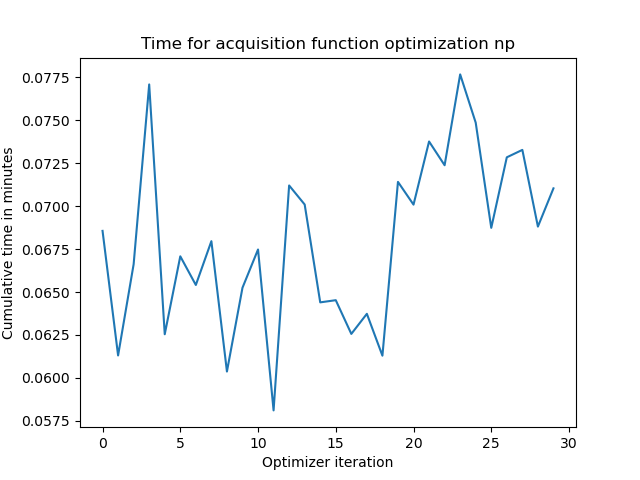 Time for acquisition function optimization np
Cumulative time in minutes
0.0775
0.0750
0.0725
0.0700
0.0675
0.0650
0.0625
0.0600
0.0575
0 5 10 15 20 25 30
Optimizer iteration